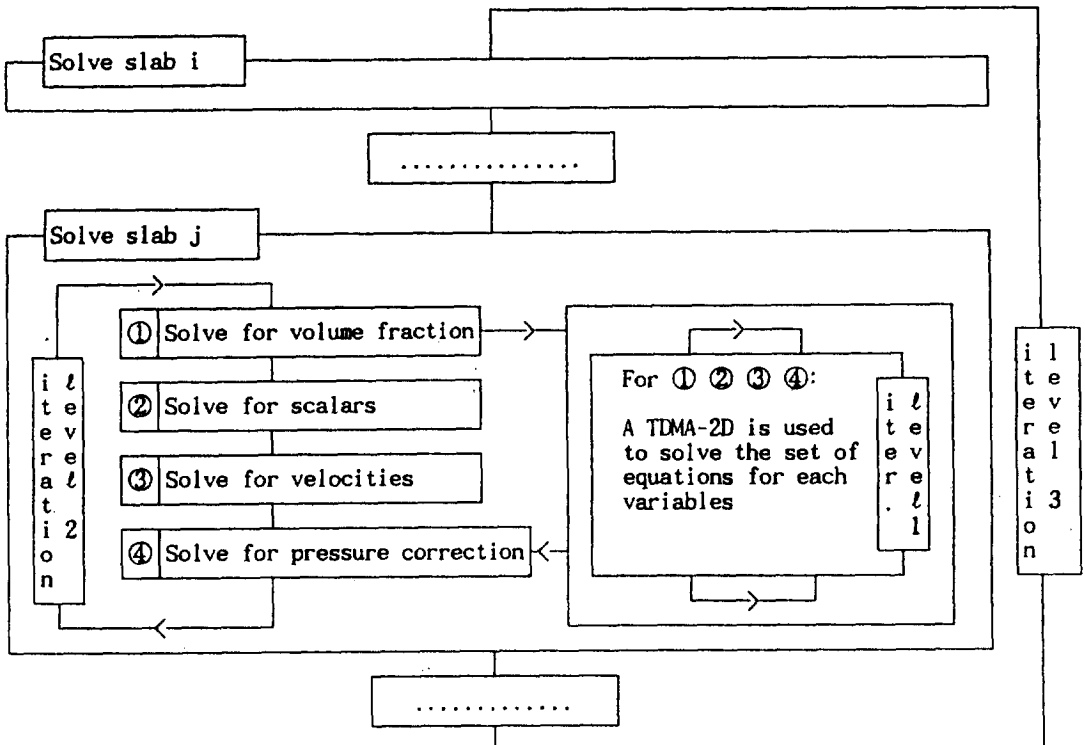 Solve slab i
...............
Solve slab j
① Solve for volume fraction
② Solve for scalars
③ Solve for velocities
④ Solve for pressure correction
iteration
level 2
For ① ② ③ ④:
A TDMA-2D is used
to solve the set of
equations for each
variables
iter.
level1
iteration
level 3
.............